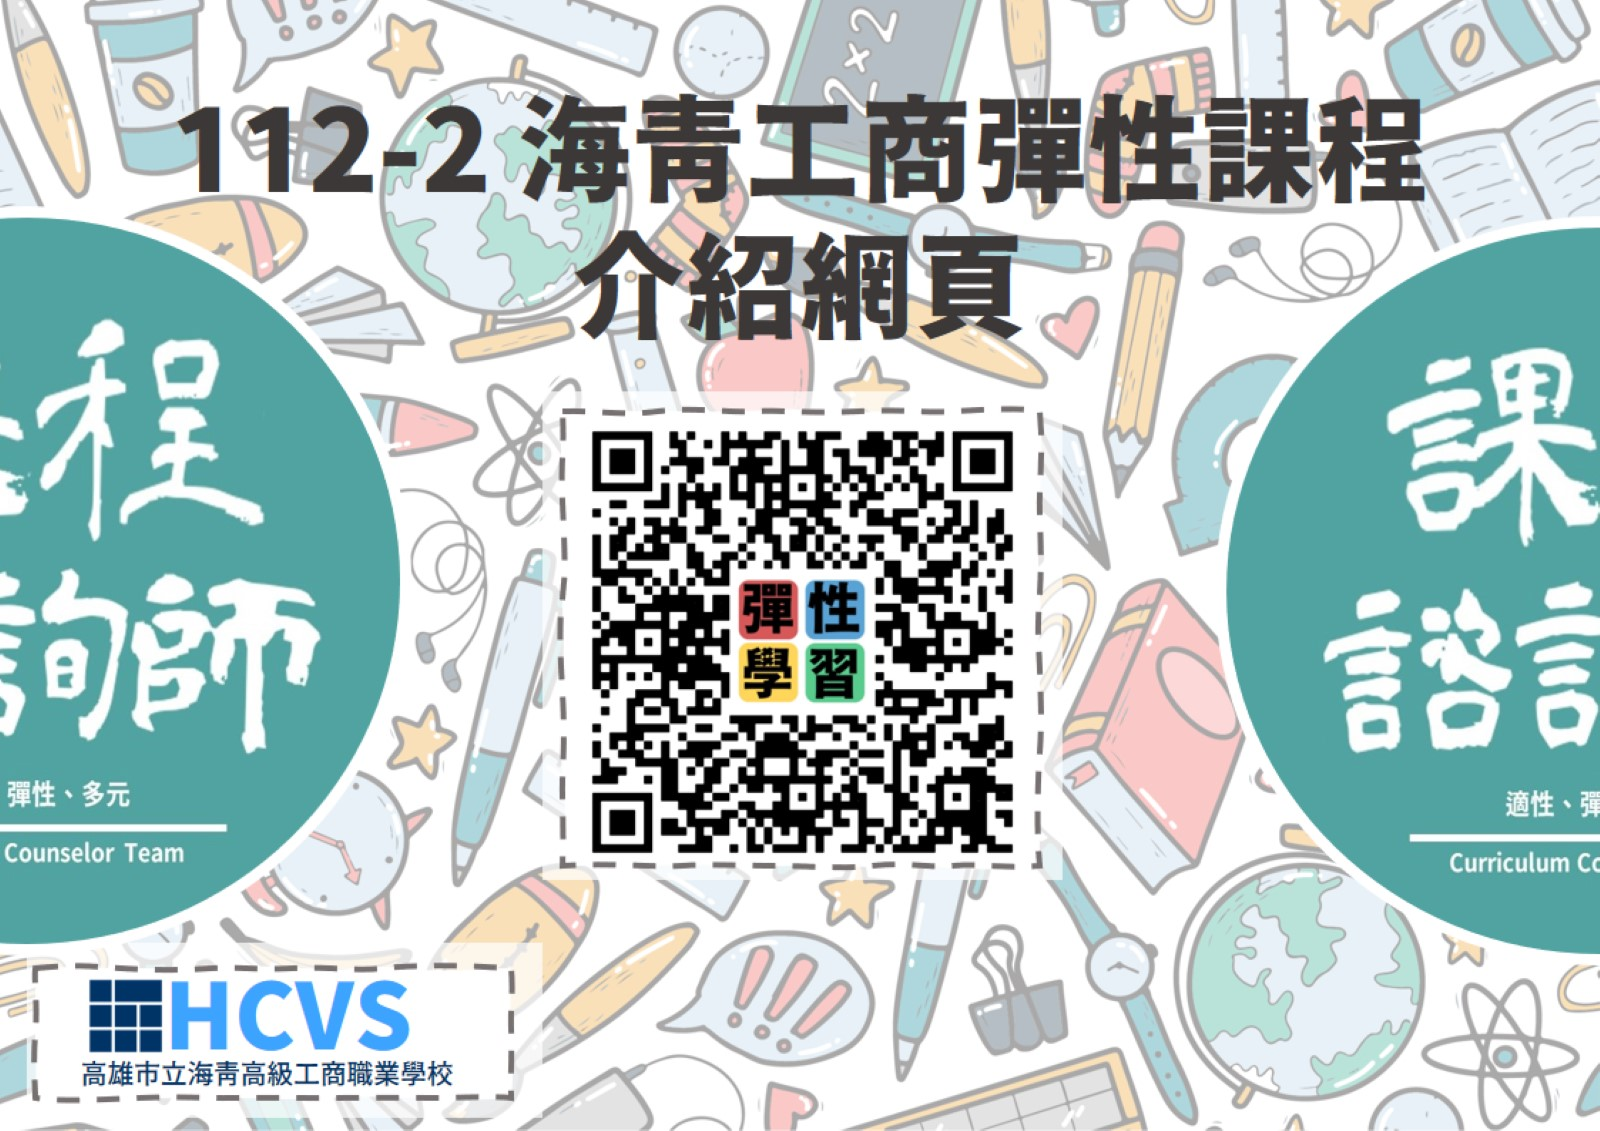 2×2
112-2 海青工商彈性課程
介紹網頁
程
詢師
彈性、多元
Counselor Team
彈性
學習
課
諮
適性、彈
Curriculum Co
HCVS
高雄市立海青高級工商職業學校